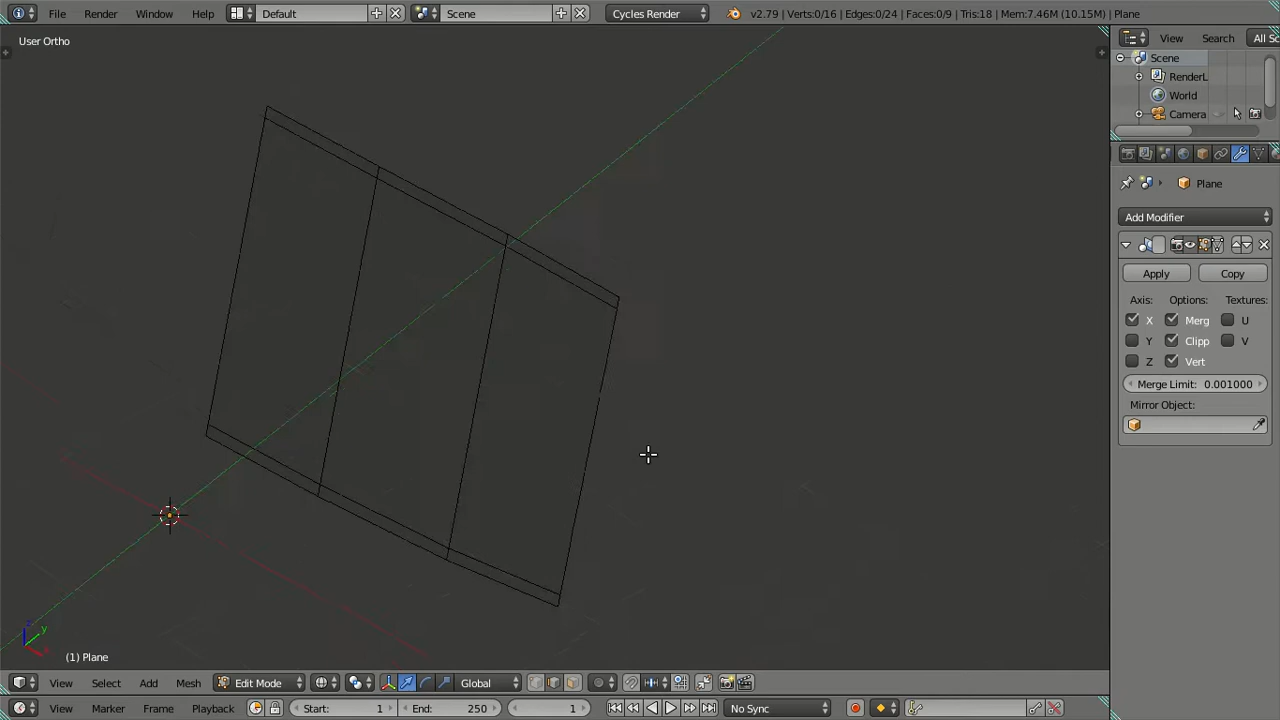 File Render Window Help Default Scene Cycles Render v2.79 | Verts:0/16 | Edges:0/24 | Faces:0/9 | Tris:18 | Mem:7.46M (10.15M) | Plane
User Ortho
View Search All Sc
Scene
RenderL
World
Camera
Plane
Add Modifier
Apply Copy
Axis: Options: Textures:
X Merg U
Y Clipp V
Z Vert
Merge Limit: 0.001000
Mirror Object:
z
y
x
(1) Plane
View Select Add Mesh Edit Mode Global
View Marker Frame Playback Start: 1 End: 250 1 No Sync